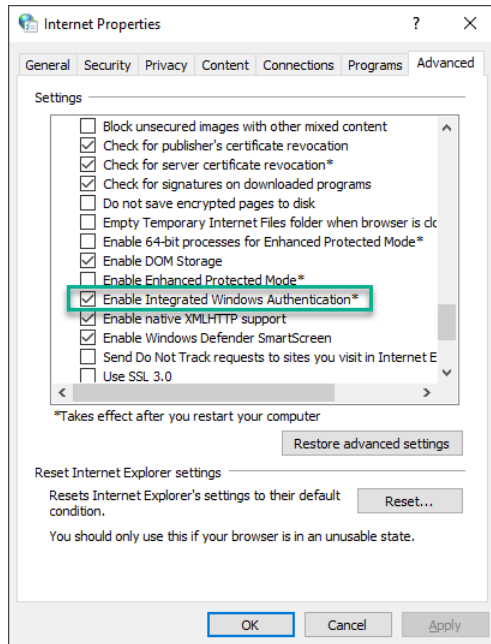 Internet Properties
General Security Privacy Content Connections Programs Advanced
Settings
Block unsecured images with other mixed content
Check for publisher's certificate revocation
Check for server certificate revocation*
Check for signatures on downloaded programs
Do not save encrypted pages to disk
Empty Temporary Internet Files folder when browser is clo
Enable 64-bit processes for Enhanced Protected Mode*
Enable DOM Storage
Enable Enhanced Protected Mode*
Enable Integrated Windows Authentication*
Enable native XMLHTTP support
Enable Windows Defender SmartScreen
Send Do Not Track requests to sites you visit in Internet E
Use SSL 3.0
*Takes effect after you restart your computer
Restore advanced settings
Reset Internet Explorer settings
Resets Internet Explorer's settings to their default
condition.
Reset...
You should only use this if your browser is in an unusable state.
OK Cancel Apply